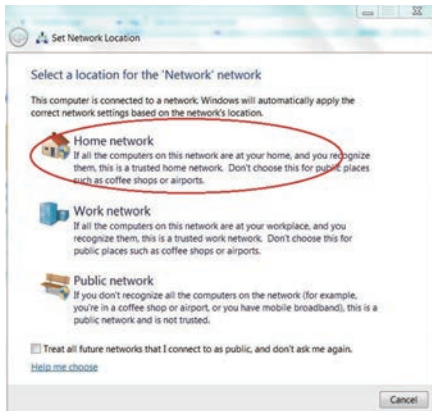 Set Network Location
Select a location for the 'Network' network
This computer is connected to a network. Windows will automatically apply the
correct network settings based on the network's location.
Home network
If all the computers on this network are at your home, and you recognize
them, this is a trusted home network. Don't choose this for public places
such as coffee shops or airports.
Work network
If all the computers on this network are at your workplace, and you
recognize them, this is a trusted work network. Don't choose this for
public places such as coffee shops or airports.
Public network
If you don't recognize all the computers on the network (for example,
you're in a coffee shop or airport, or you have mobile broadband), this is a
public network and is not trusted.
Treat all future networks that I connect to as public, and don't ask me again.
Help me choose
Cancel